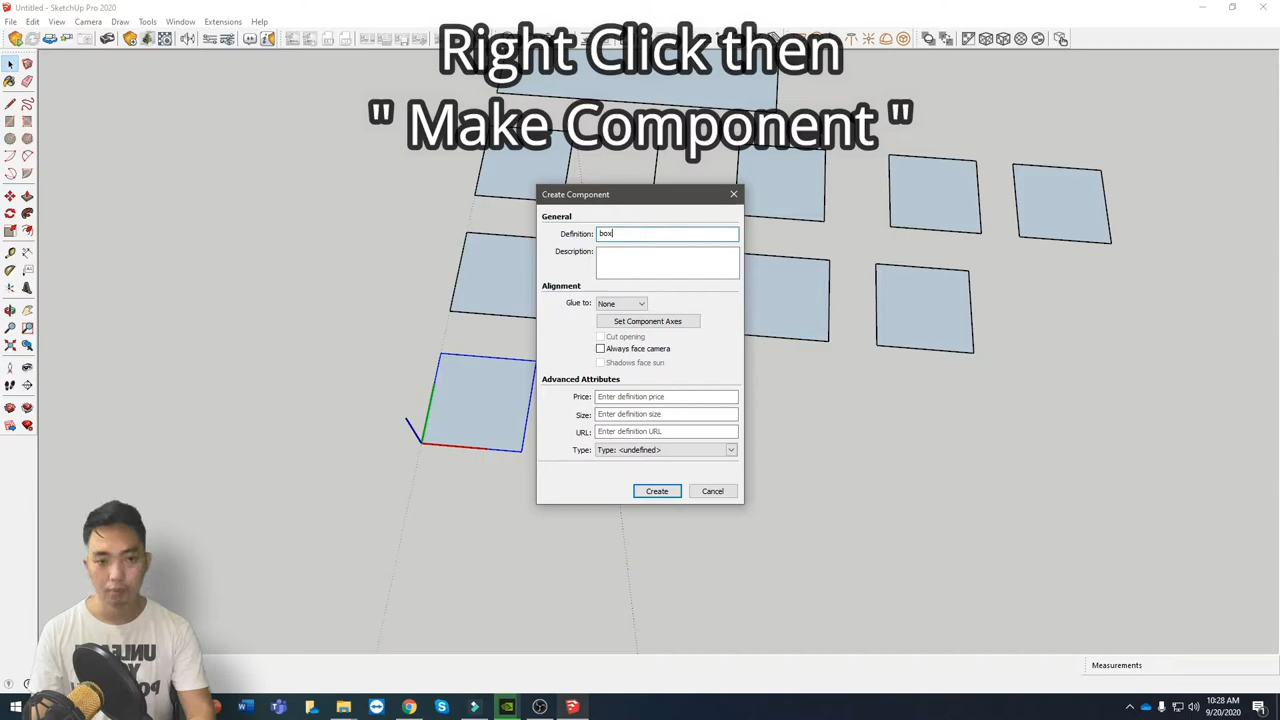 Untitled - SketchUp Pro 2020
File Edit View Camera Draw Tools Window Extensions Help
Right Click then
" Make Component "
Create Component
General
Definition: box
Description:
Alignment
Glue to: None
Set Component Axes
Cut opening
Always face camera
Shadows face sun
Advanced Attributes
Price: Enter definition price
Size: Enter definition size
URL: Enter definition URL
Type: Type: <undefined>
Create Cancel
UNLEA
Measurements
10:28 AM
9/20/2020